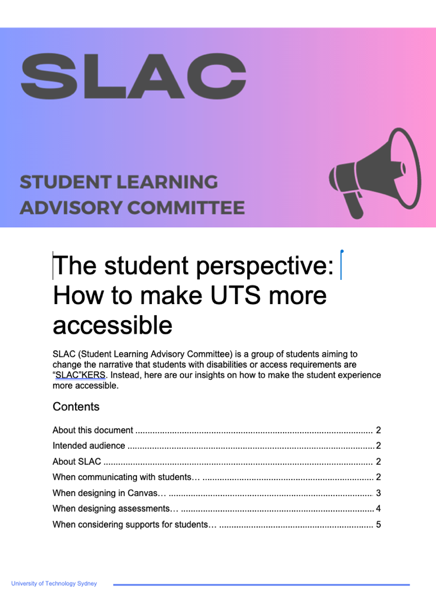 SLAC
STUDENT LEARNING
ADVISORY COMMITTEE
The student perspective:
How to make UTS more
accessible
SLAC (Student Learning Advisory Committee) is a group of students aiming to
change the narrative that students with disabilities or access requirements are
"SLAC"KERS. Instead, here are our insights on how to make the student experience
more accessible.
Contents
About this document ........ 2
Intended audience ........ 2
About SLAC ........ 2
When communicating with students… ........ 2
When designing in Canvas… ........ 3
When designing assessments… ........ 4
When considering supports for students… ........ 5
University of Technology Sydney